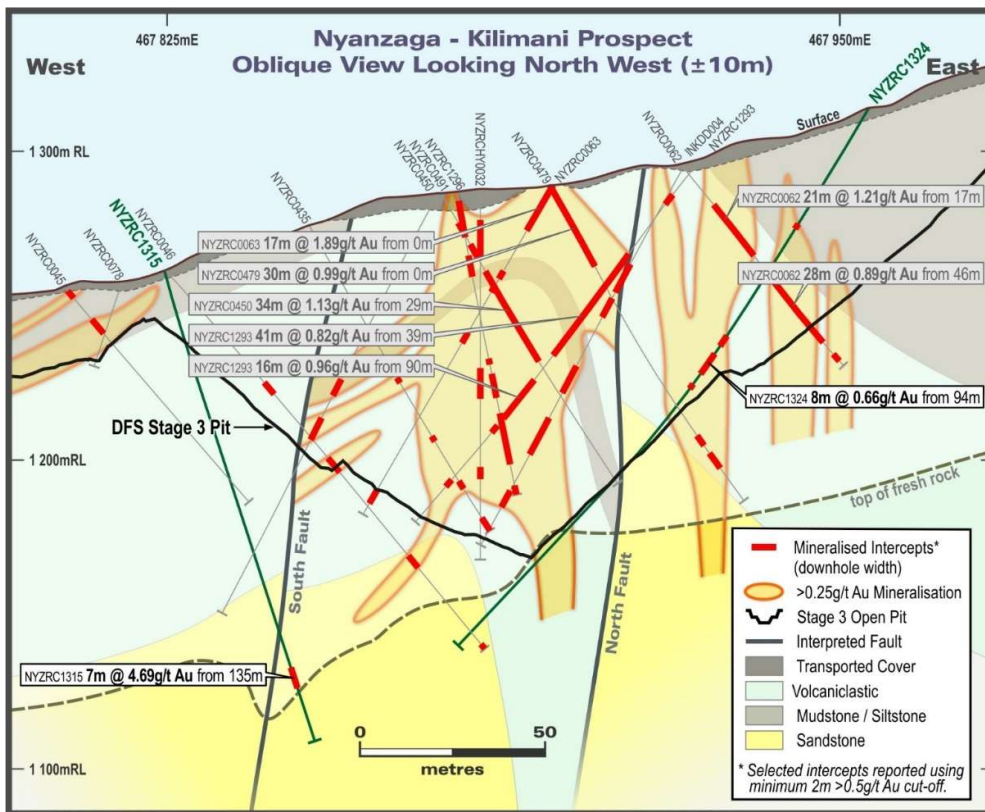 467 825mE
467 950mE
Nyanzaga - Kilimani Prospect
Oblique View Looking North West (±10m)
West
East
NYZRC1324
Surface
1 300m RL
NYZRC0045
NYZRC0078
NYZRC1315
NYZRC0046
NYZRC0435
NYZRC0450
NYZRC0491
NYZRC1296
NYZRCHY0032
NYZRC0479
NYZRC0063
NYZRC0062
INKDD004
NYZRC1293
NYZRC0062 21m @ 1.21g/t Au from 17m
NYZRC0063 17m @ 1.89g/t Au from 0m
NYZRC0479 30m @ 0.99g/t Au from 0m
NYZRC0062 28m @ 0.89g/t Au from 46m
NYZRC0450 34m @ 1.13g/t Au from 29m
NYZRC1293 41m @ 0.82g/t Au from 39m
NYZRC1293 16m @ 0.96g/t Au from 90m
NYZRC1324 8m @ 0.66g/t Au from 94m
DFS Stage 3 Pit
1 200mRL
top of fresh rock
South Fault
North Fault
NYZRC1315 7m @ 4.69g/t Au from 135m
0 50
metres
1 100mRL
Mineralised Intercepts*
(downhole width)
>0.25g/t Au Mineralisation
Stage 3 Open Pit
Interpreted Fault
Transported Cover
Volcaniclastic
Mudstone / Siltstone
Sandstone
* Selected intercepts reported using
minimum 2m >0.5g/t Au cut-off.